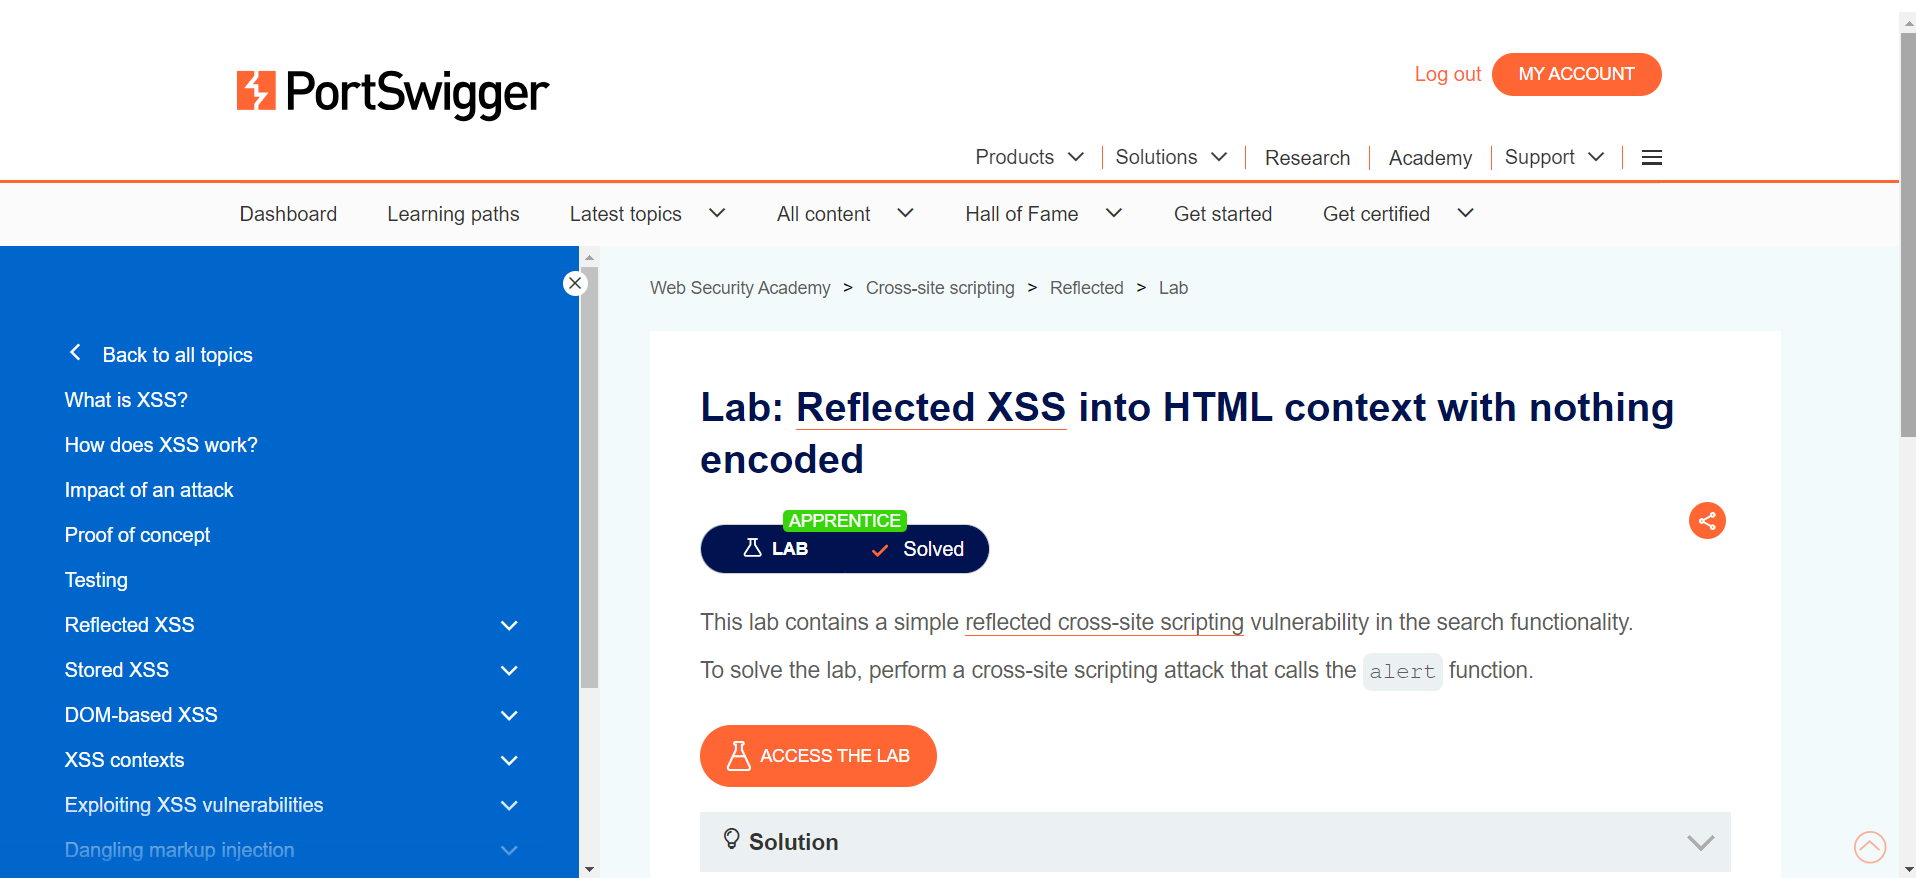 PortSwigger
Log out
MY ACCOUNT
Products
Solutions
Research
Academy
Support
Dashboard
Learning paths
Latest topics
All content
Hall of Fame
Get started
Get certified
Back to all topics
What is XSS?
How does XSS work?
Impact of an attack
Proof of concept
Testing
Reflected XSS
Stored XSS
DOM-based XSS
XSS contexts
Exploiting XSS vulnerabilities
Dangling markup injection
Web Security Academy > Cross-site scripting > Reflected > Lab
Lab: Reflected XSS into HTML context with nothing
encoded
APPRENTICE
LAB
Solved
This lab contains a simple reflected cross-site scripting vulnerability in the search functionality.
To solve the lab, perform a cross-site scripting attack that calls the alert function.
ACCESS THE LAB
Solution